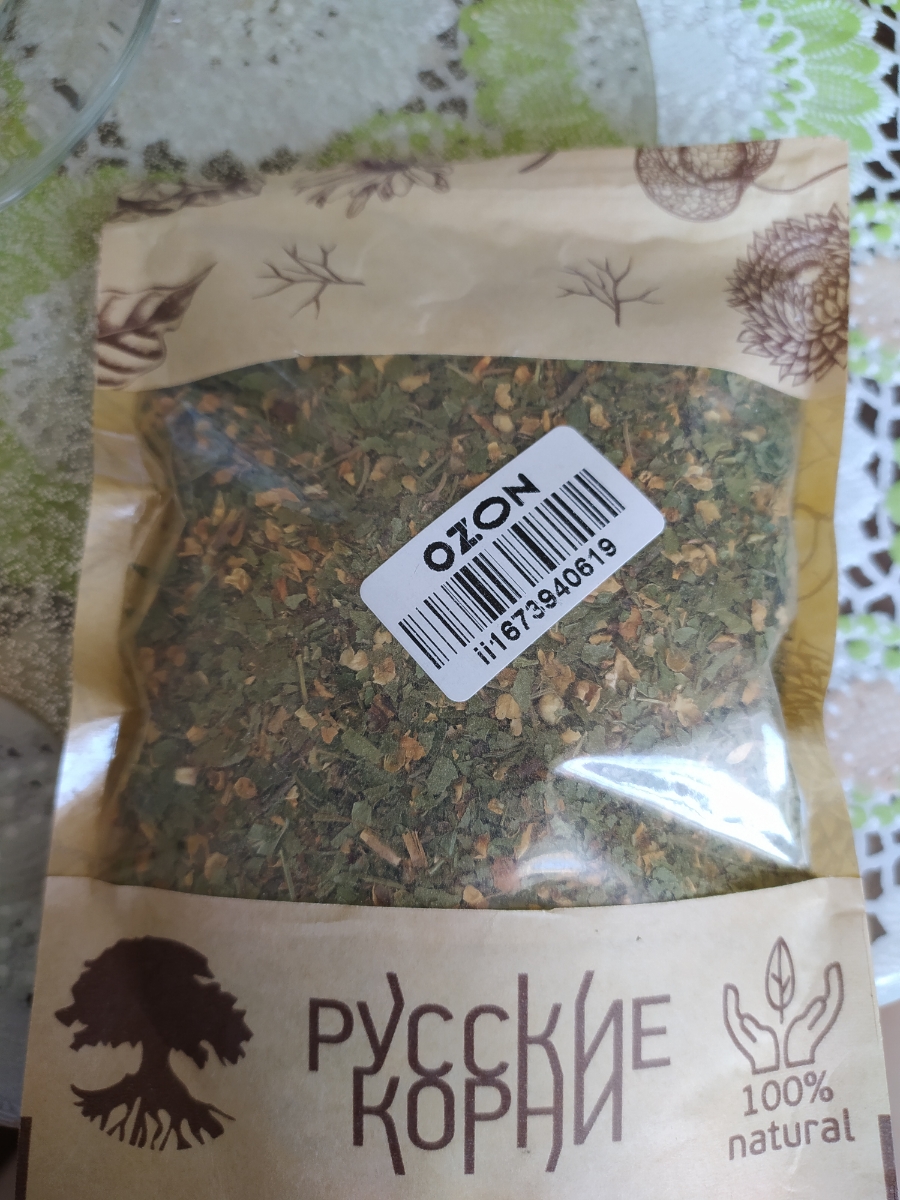 OZON
ii1673940619
РУССКИЕ
КОРНИ
100%
natural